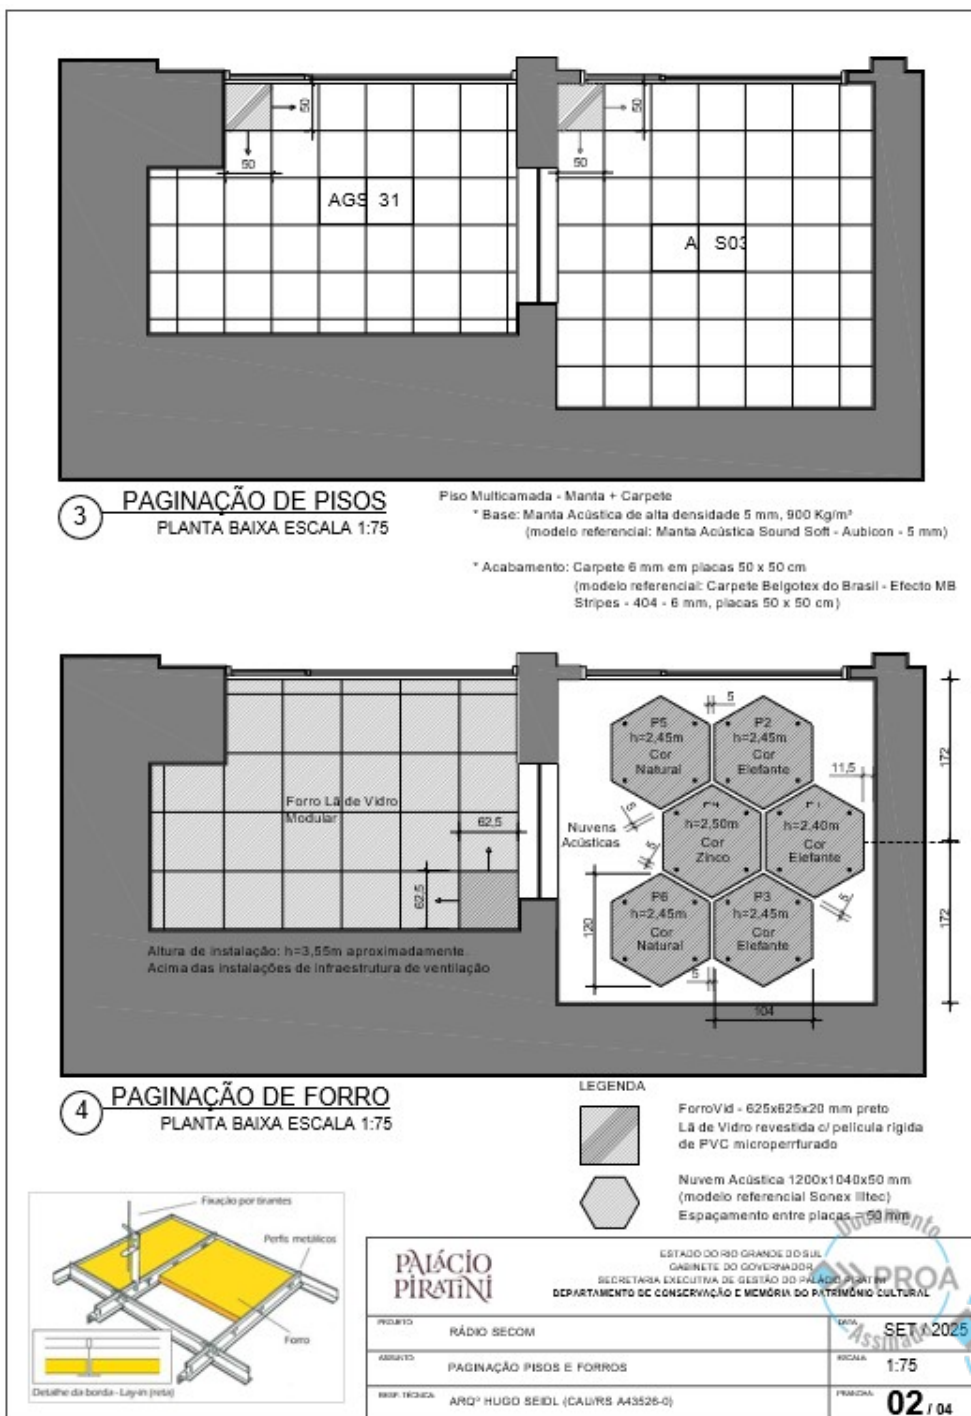 50
50
50
50
AGS 31
A S03
3
PAGINAÇÃO DE PISOS
PLANTA BAIXA ESCALA 1:75
Piso Multicamada - Manta + Carpete
* Base: Manta Acústica de alta densidade 5 mm, 900 Kg/m³
(modelo referencial: Manta Acústica Sound Soft - Aubicon - 5 mm)
* Acabamento: Carpete 6 mm em placas 50 x 50 cm
(modelo referencial: Carpete Belgotex do Brasil - Efecto MB
Stripes - 404 - 6 mm, placas 50 x 50 cm)
5
P5
h=2,45m
Cor
Natural
P2
h=2,45m
Cor
Elefante
172
11,5
Forro Lã de Vidro
Modular
62,5
62,5
Nuvens
Acústicas
5
5
P4
h=2,50m
Cor
Zinco
P1
h=2,40m
Cor
Elefante
5
172
120
P6
h=2,45m
Cor
Natural
P3
h=2,45m
Cor
Elefante
5
104
Altura de instalação: h=3,55m aproximadamente.
Acima das instalações de infraestrutura de ventilação
4
PAGINAÇÃO DE FORRO
PLANTA BAIXA ESCALA 1:75
LEGENDA
ForroVid - 625x625x20 mm preto
Lã de Vidro revestida c/ película rígida
de PVC microperrfurado
Nuvem Acústica 1200x1040x50 mm
(modelo referencial Sonex Illtec)
Espaçamento entre placas = 50 mm
Fixação por tirantes
Perfis metálicos
Forro
Detalhe da borda - Lay-in (reta)
PALÁCIO
PIRATINI
ESTADO DO RIO GRANDE DO SUL
GABINETE DO GOVERNADOR
SECRETARIA EXECUTIVA DE GESTÃO DO PALÁCIO PIRATINI
DEPARTAMENTO DE CONSERVAÇÃO E MEMÓRIA DO PATRIMÔNIO CULTURAL
Documento
PROA
Assinado
PROJETO:
RÁDIO SECOM
DATA:
SET / 2025
ASSUNTO:
PAGINAÇÃO PISOS E FORROS
ESCALA:
1:75
RESP. TÉCNICA:
ARQº HUGO SEIDL (CAU/RS A43526-0)
PRANCHA:
02 / 04